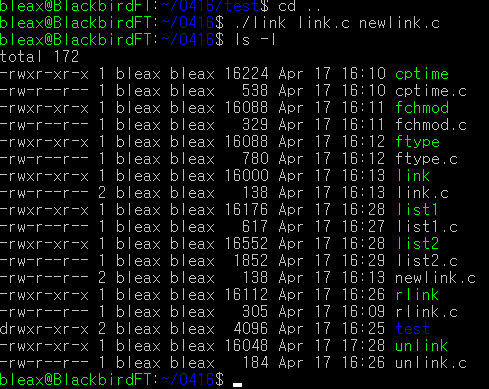 bleax@BlackbirdFT:~/0416/test$ cd ..
bleax@BlackbirdFT:~/0416$ ./link link.c newlink.c
bleax@BlackbirdFT:~/0416$ ls -l
total 172
-rwxr-xr-x 1 bleax bleax 16224 Apr 17 16:10 cptime
-rw-r--r-- 1 bleax bleax 538 Apr 17 16:10 cptime.c
-rwxr-xr-x 1 bleax bleax 16088 Apr 17 16:11 fchmod
-rw-r--r-- 1 bleax bleax 329 Apr 17 16:11 fchmod.c
-rwxr-xr-x 1 bleax bleax 16088 Apr 17 16:12 ftype
-rw-r--r-- 1 bleax bleax 780 Apr 17 16:12 ftype.c
-rwxr-xr-x 1 bleax bleax 16000 Apr 17 16:13 link
-rw-r--r-- 2 bleax bleax 138 Apr 17 16:13 link.c
-rwxr-xr-x 1 bleax bleax 16176 Apr 17 16:28 list1
-rw-r--r-- 1 bleax bleax 617 Apr 17 16:27 list1.c
-rwxr-xr-x 1 bleax bleax 16552 Apr 17 16:28 list2
-rw-r--r-- 1 bleax bleax 1852 Apr 17 16:29 list2.c
-rw-r--r-- 2 bleax bleax 138 Apr 17 16:13 newlink.c
-rwxr-xr-x 1 bleax bleax 16112 Apr 17 16:26 rlink
-rw-r--r-- 1 bleax bleax 305 Apr 17 16:09 rlink.c
drwxr-xr-x 2 bleax bleax 4096 Apr 17 16:25 test
-rwxr-xr-x 1 bleax bleax 16048 Apr 17 17:28 unlink
-rw-r--r-- 1 bleax bleax 184 Apr 17 16:26 unlink.c
bleax@BlackbirdFT:~/0416$